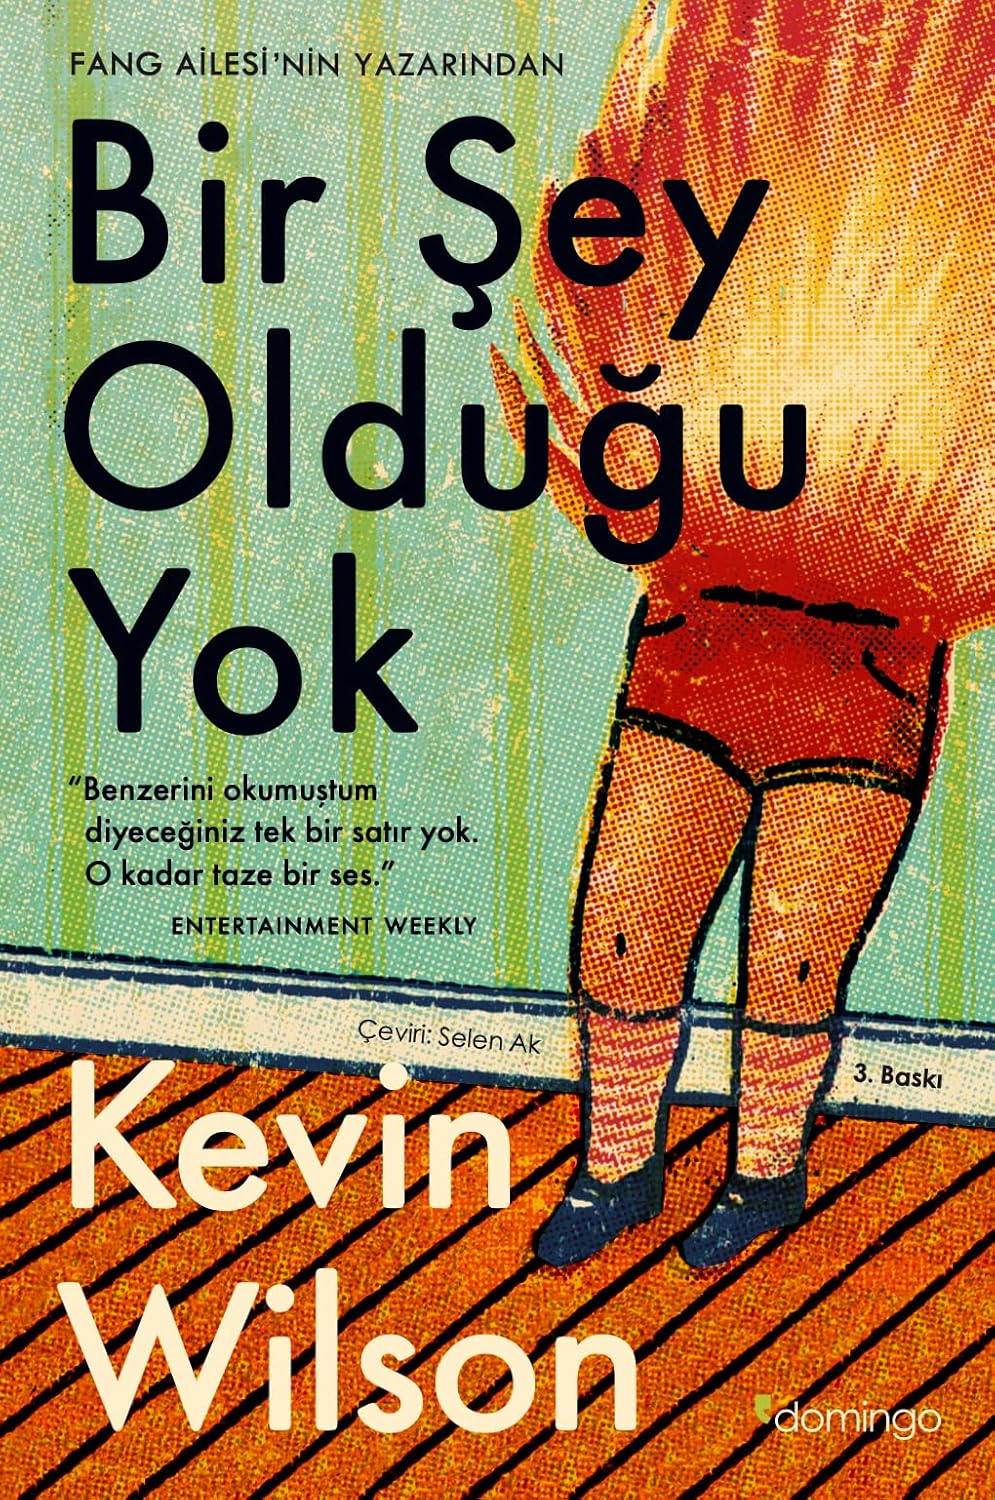 FANG AİLESİ'NİN YAZARINDAN
Bir Şey
Olduğu
Yok
“Benzerini okumuştum
diyeceğiniz tek bir satır yok.
O kadar taze bir ses.”
ENTERTAINMENT WEEKLY
Çeviri: Selen Ak
3. Baskı
Kevin
Wilson
domingo